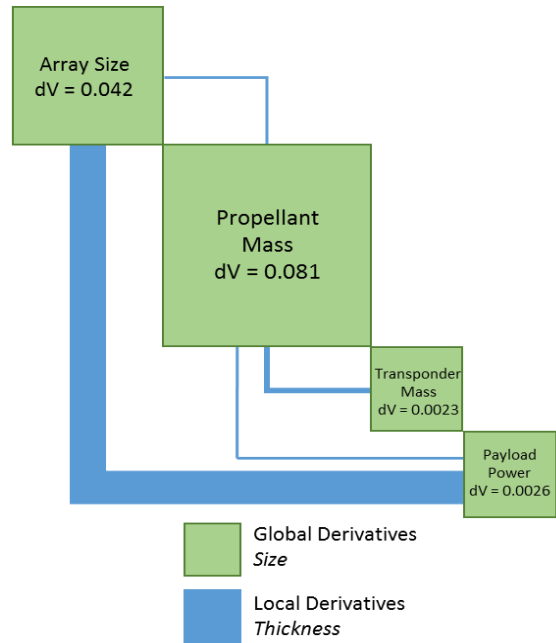 Array Size
dV = 0.042
Propellant
Mass
dV = 0.081
Transponder
Mass
dV = 0.0023
Payload
Power
dV = 0.0026
Global Derivatives
Size
Local Derivatives
Thickness